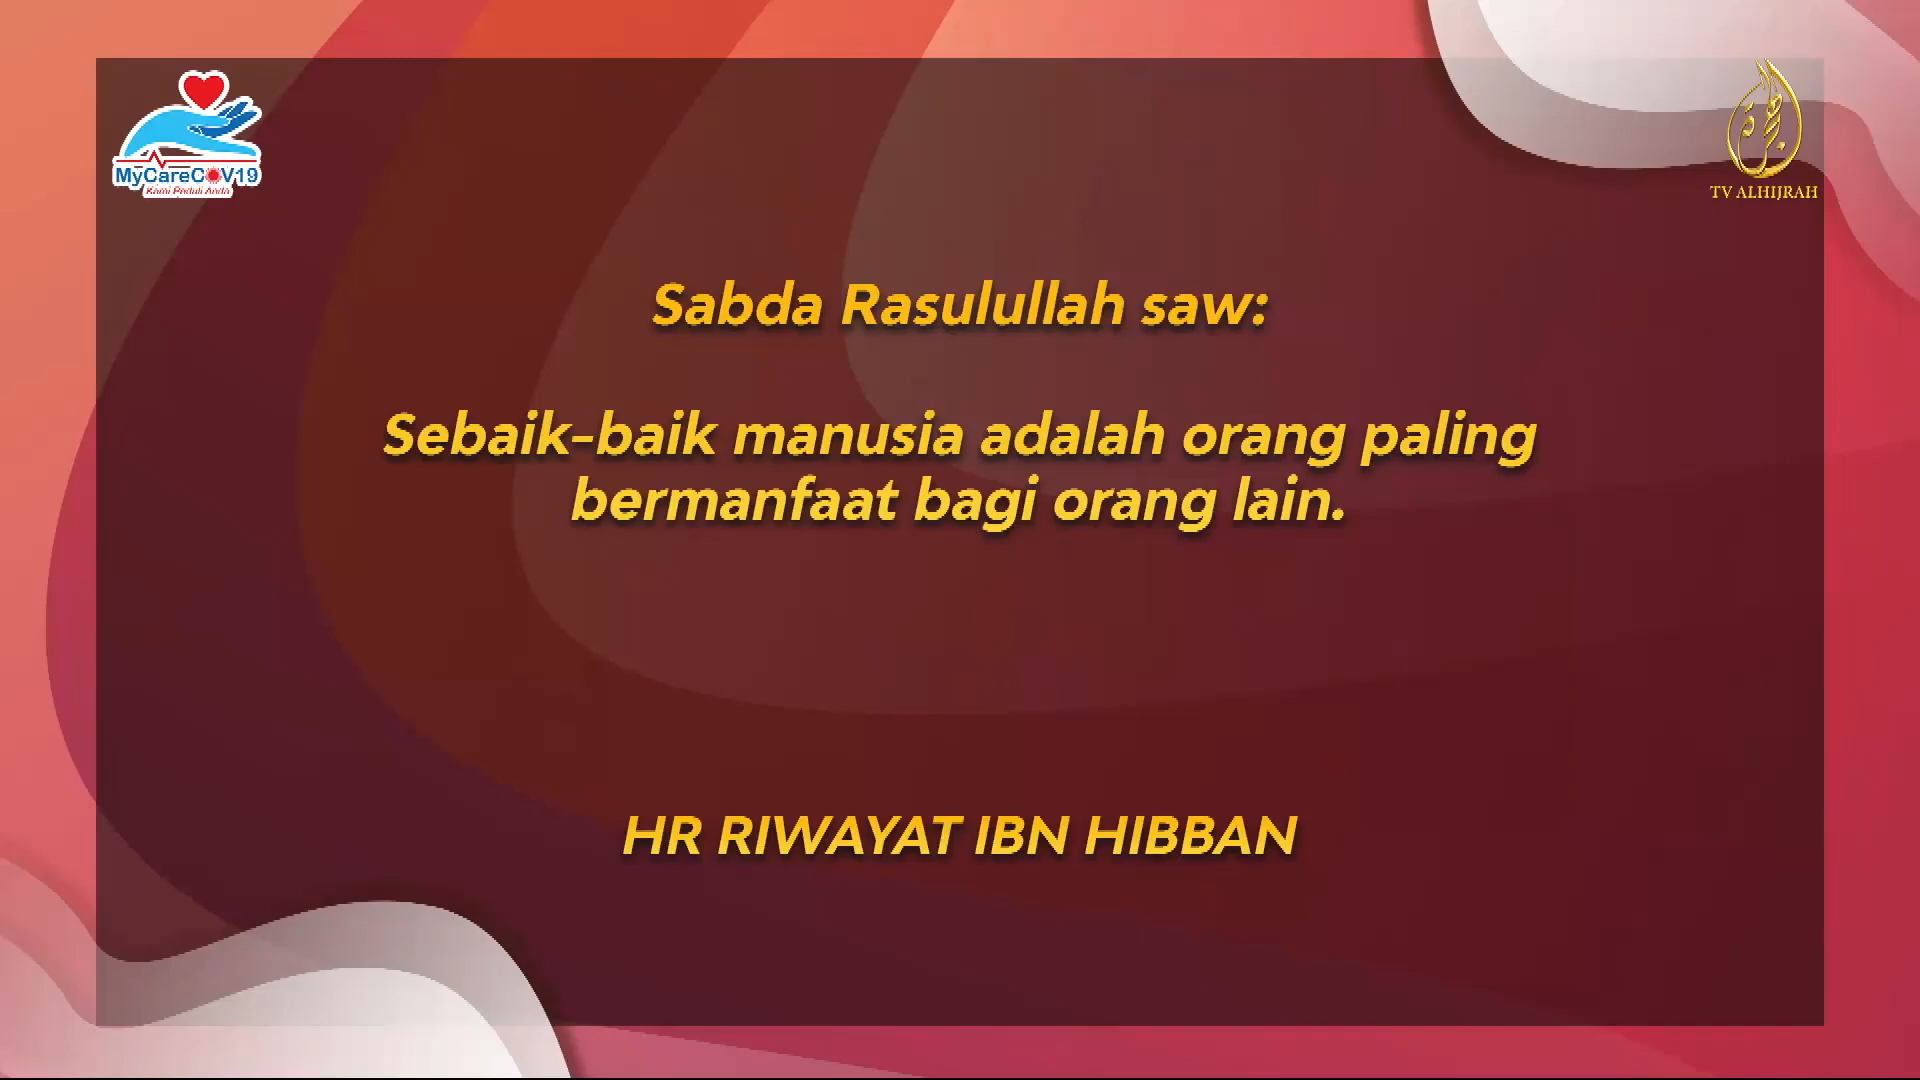 MyCareCOV19
Kami Peduli Anda
TV ALHIJRAH
Sabda Rasulullah saw:
Sebaik-baik manusia adalah orang paling
bermanfaat bagi orang lain.
HR RIWAYAT IBN HIBBAN